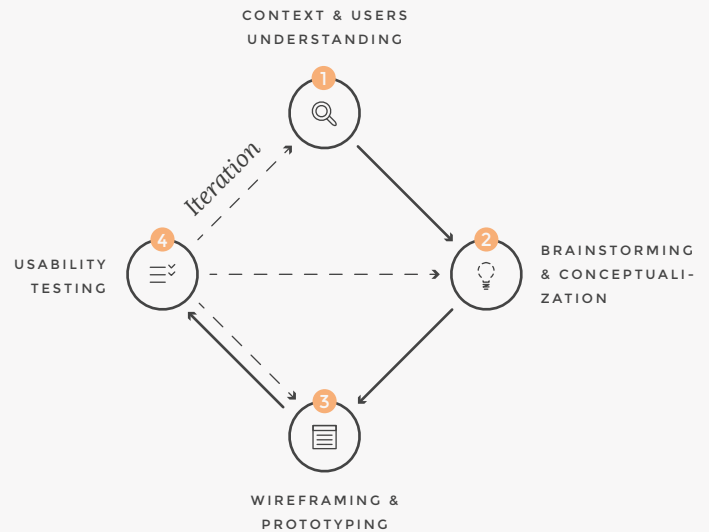 CONTEXT & USERS
UNDERSTANDING
1
Iteration
4
2
USABILITY
TESTING
BRAINSTORMING
& CONCEPTUALI-
ZATION
3
WIREFRAMING &
PROTOTYPING